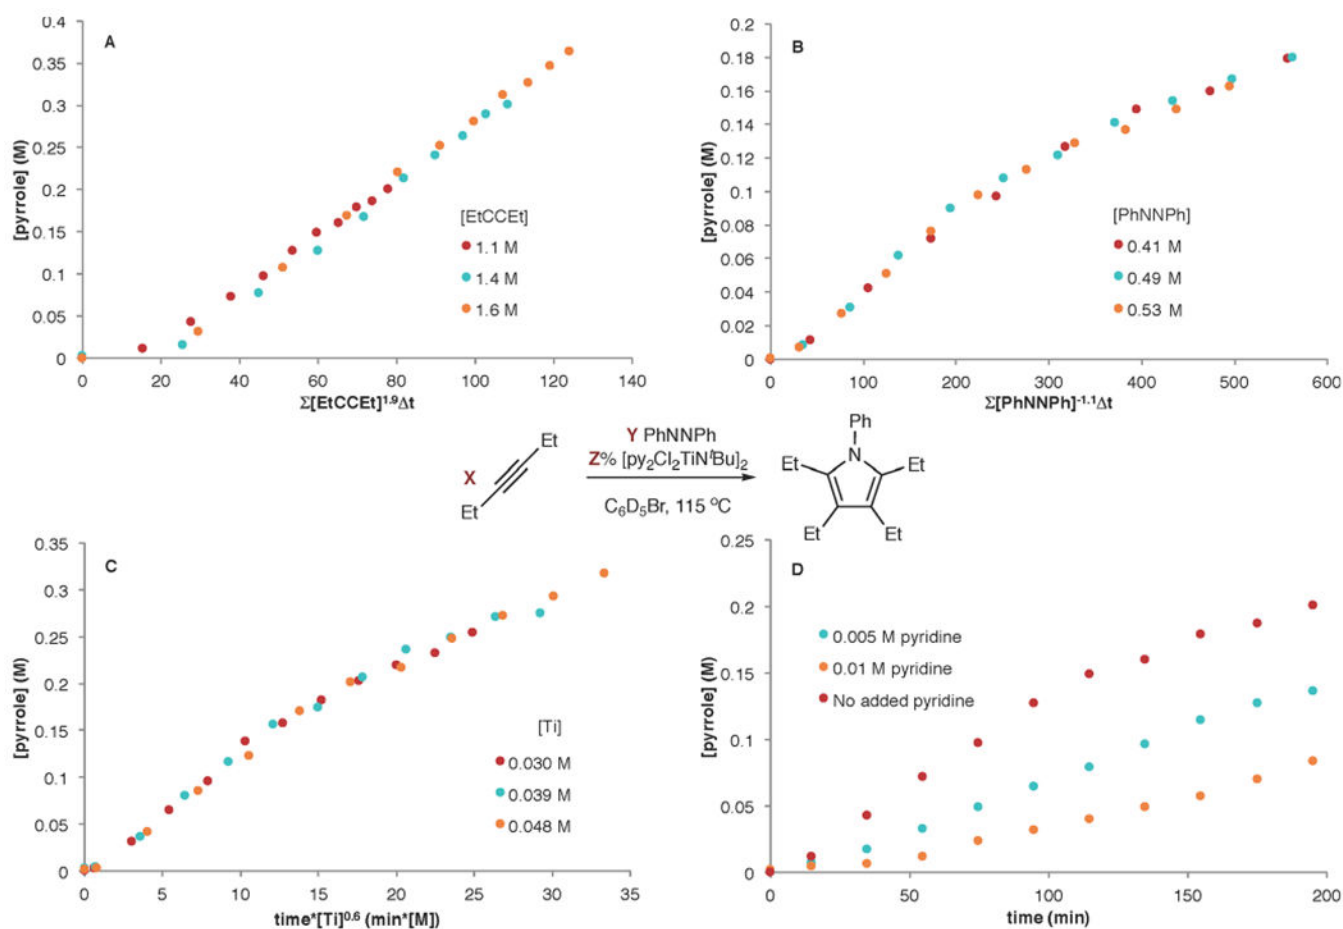 A
[pyrrole] (M)
0.4
0.35
0.3
0.25
0.2
0.15
0.1
0.05
0
[EtCCEt]
1.1 M
1.4 M
1.6 M
0 20 40 60 80 100 120 140
Σ[EtCCEt]^1.9Δt
B
[pyrrole] (M)
0.2
0.18
0.16
0.14
0.12
0.1
0.08
0.06
0.04
0.02
0
[PhNNPh]
0.41 M
0.49 M
0.53 M
0 100 200 300 400 500 600
Σ[PhNNPh]^-1.1Δt
X
Et
Et
Y PhNNPh
Z% [py₂Cl₂TiNᵗBu]₂
C₆D₅Br, 115 °C
Ph
N
Et Et
Et Et
C
[pyrrole] (M)
0.35
0.3
0.25
0.2
0.15
0.1
0.05
0
[Ti]
0.030 M
0.039 M
0.048 M
0 5 10 15 20 25 30 35
time*[Ti]^0.6 (min*[M])
D
[pyrrole] (M)
0.25
0.2
0.15
0.1
0.05
0
0.005 M pyridine
0.01 M pyridine
No added pyridine
0 50 100 150 200
time (min)